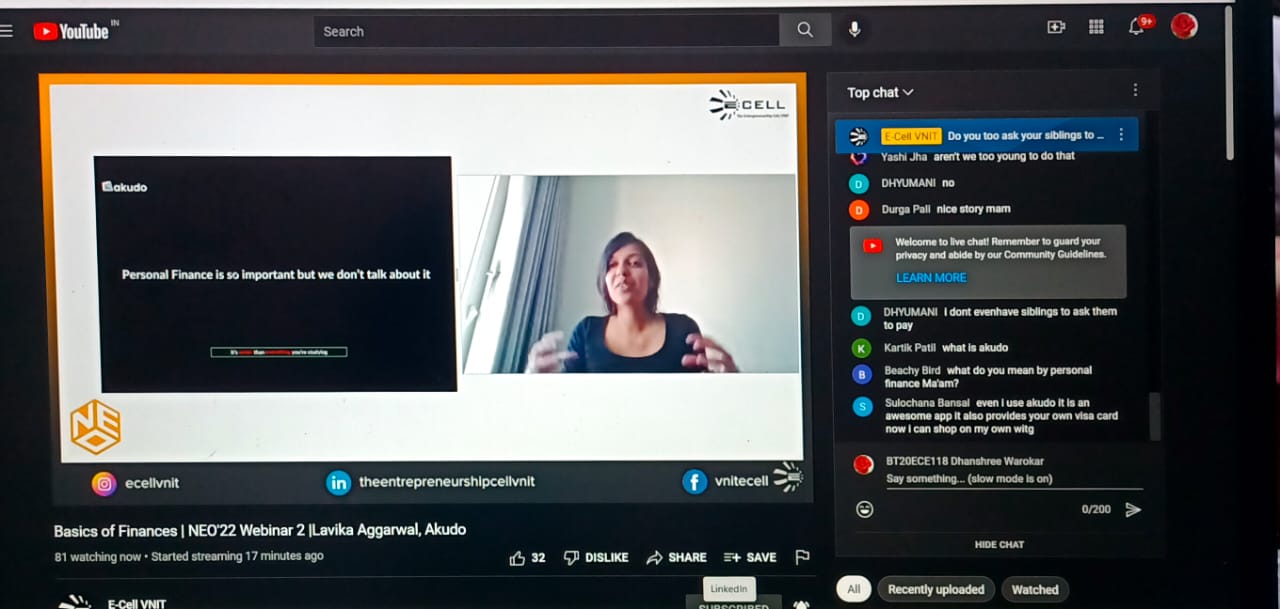 YouTube IN
Search
9+
E CELL
akudo
Personal Finance is so important but we don't talk about it
It's than you're studying
NEO
ecellvnit
in theentrepreneurshipcellvnit
f vnitecell
Basics of Finances | NEO'22 Webinar 2 |Lavika Aggarwal, Akudo
81 watching now • Started streaming 17 minutes ago
32 DISLIKE SHARE SAVE
LinkedIn
E-Cell VNIT
SUBSCRIBED
Top chat
E-Cell VNIT Do you too ask your siblings to ...
Yashi Jha aren't we too young to do that
D DHYUMANI no
D Durga Pali nice story mam
Welcome to live chat! Remember to guard your
privacy and abide by our Community Guidelines.
LEARN MORE
D DHYUMANI I dont evenhave siblings to ask them
to pay
K Kartik Patil what is akudo
B Beachy Bird what do you mean by personal
finance Ma'am?
S Sulochana Bansal even i use akudo it is an
awesome app it also provides your own visa card
now i can shop on my own witg
BT20ECE118 Dhanshree Warokar
Say something... (slow mode is on)
0/200
HIDE CHAT
All Recently uploaded Watched